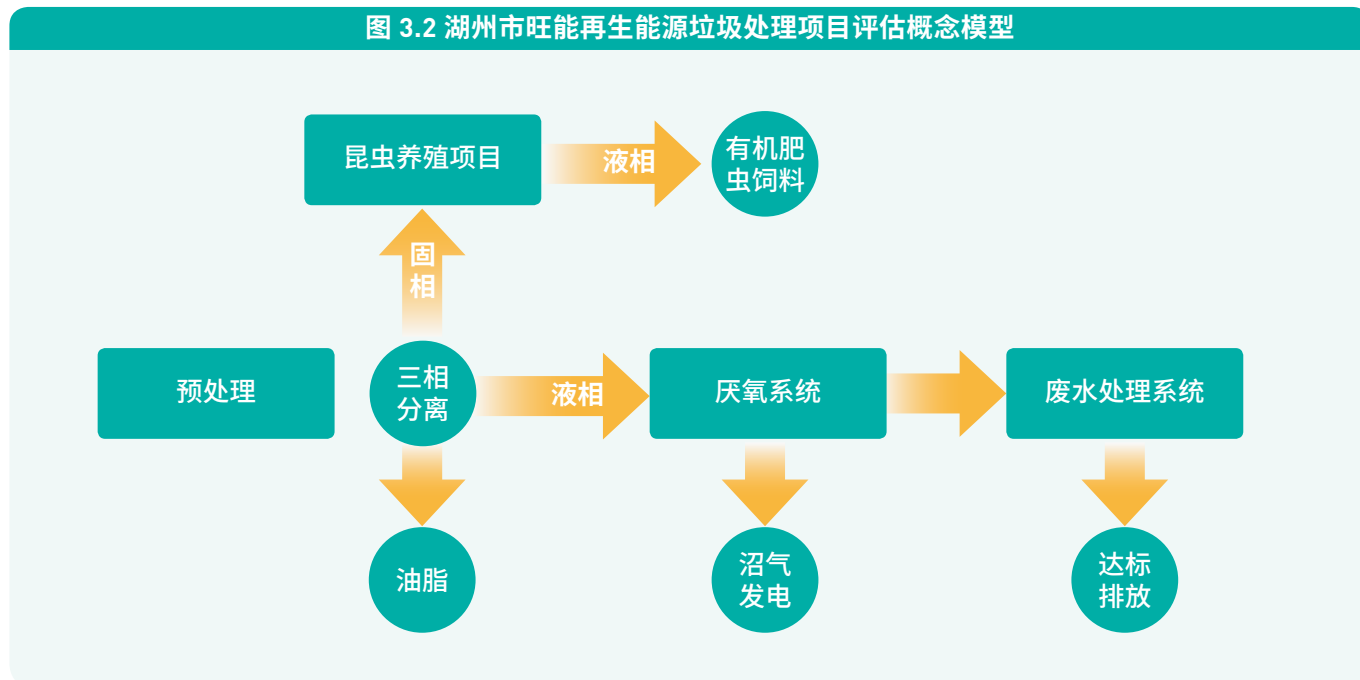 图 3.2 湖州市旺能再生能源垃圾处理项目评估概念模型
昆虫养殖项目
液相
有机肥
虫饲料
固
相
预处理
三相
分离
液相
厌氧系统
废水处理系统
油脂
沼气
发电
达标
排放